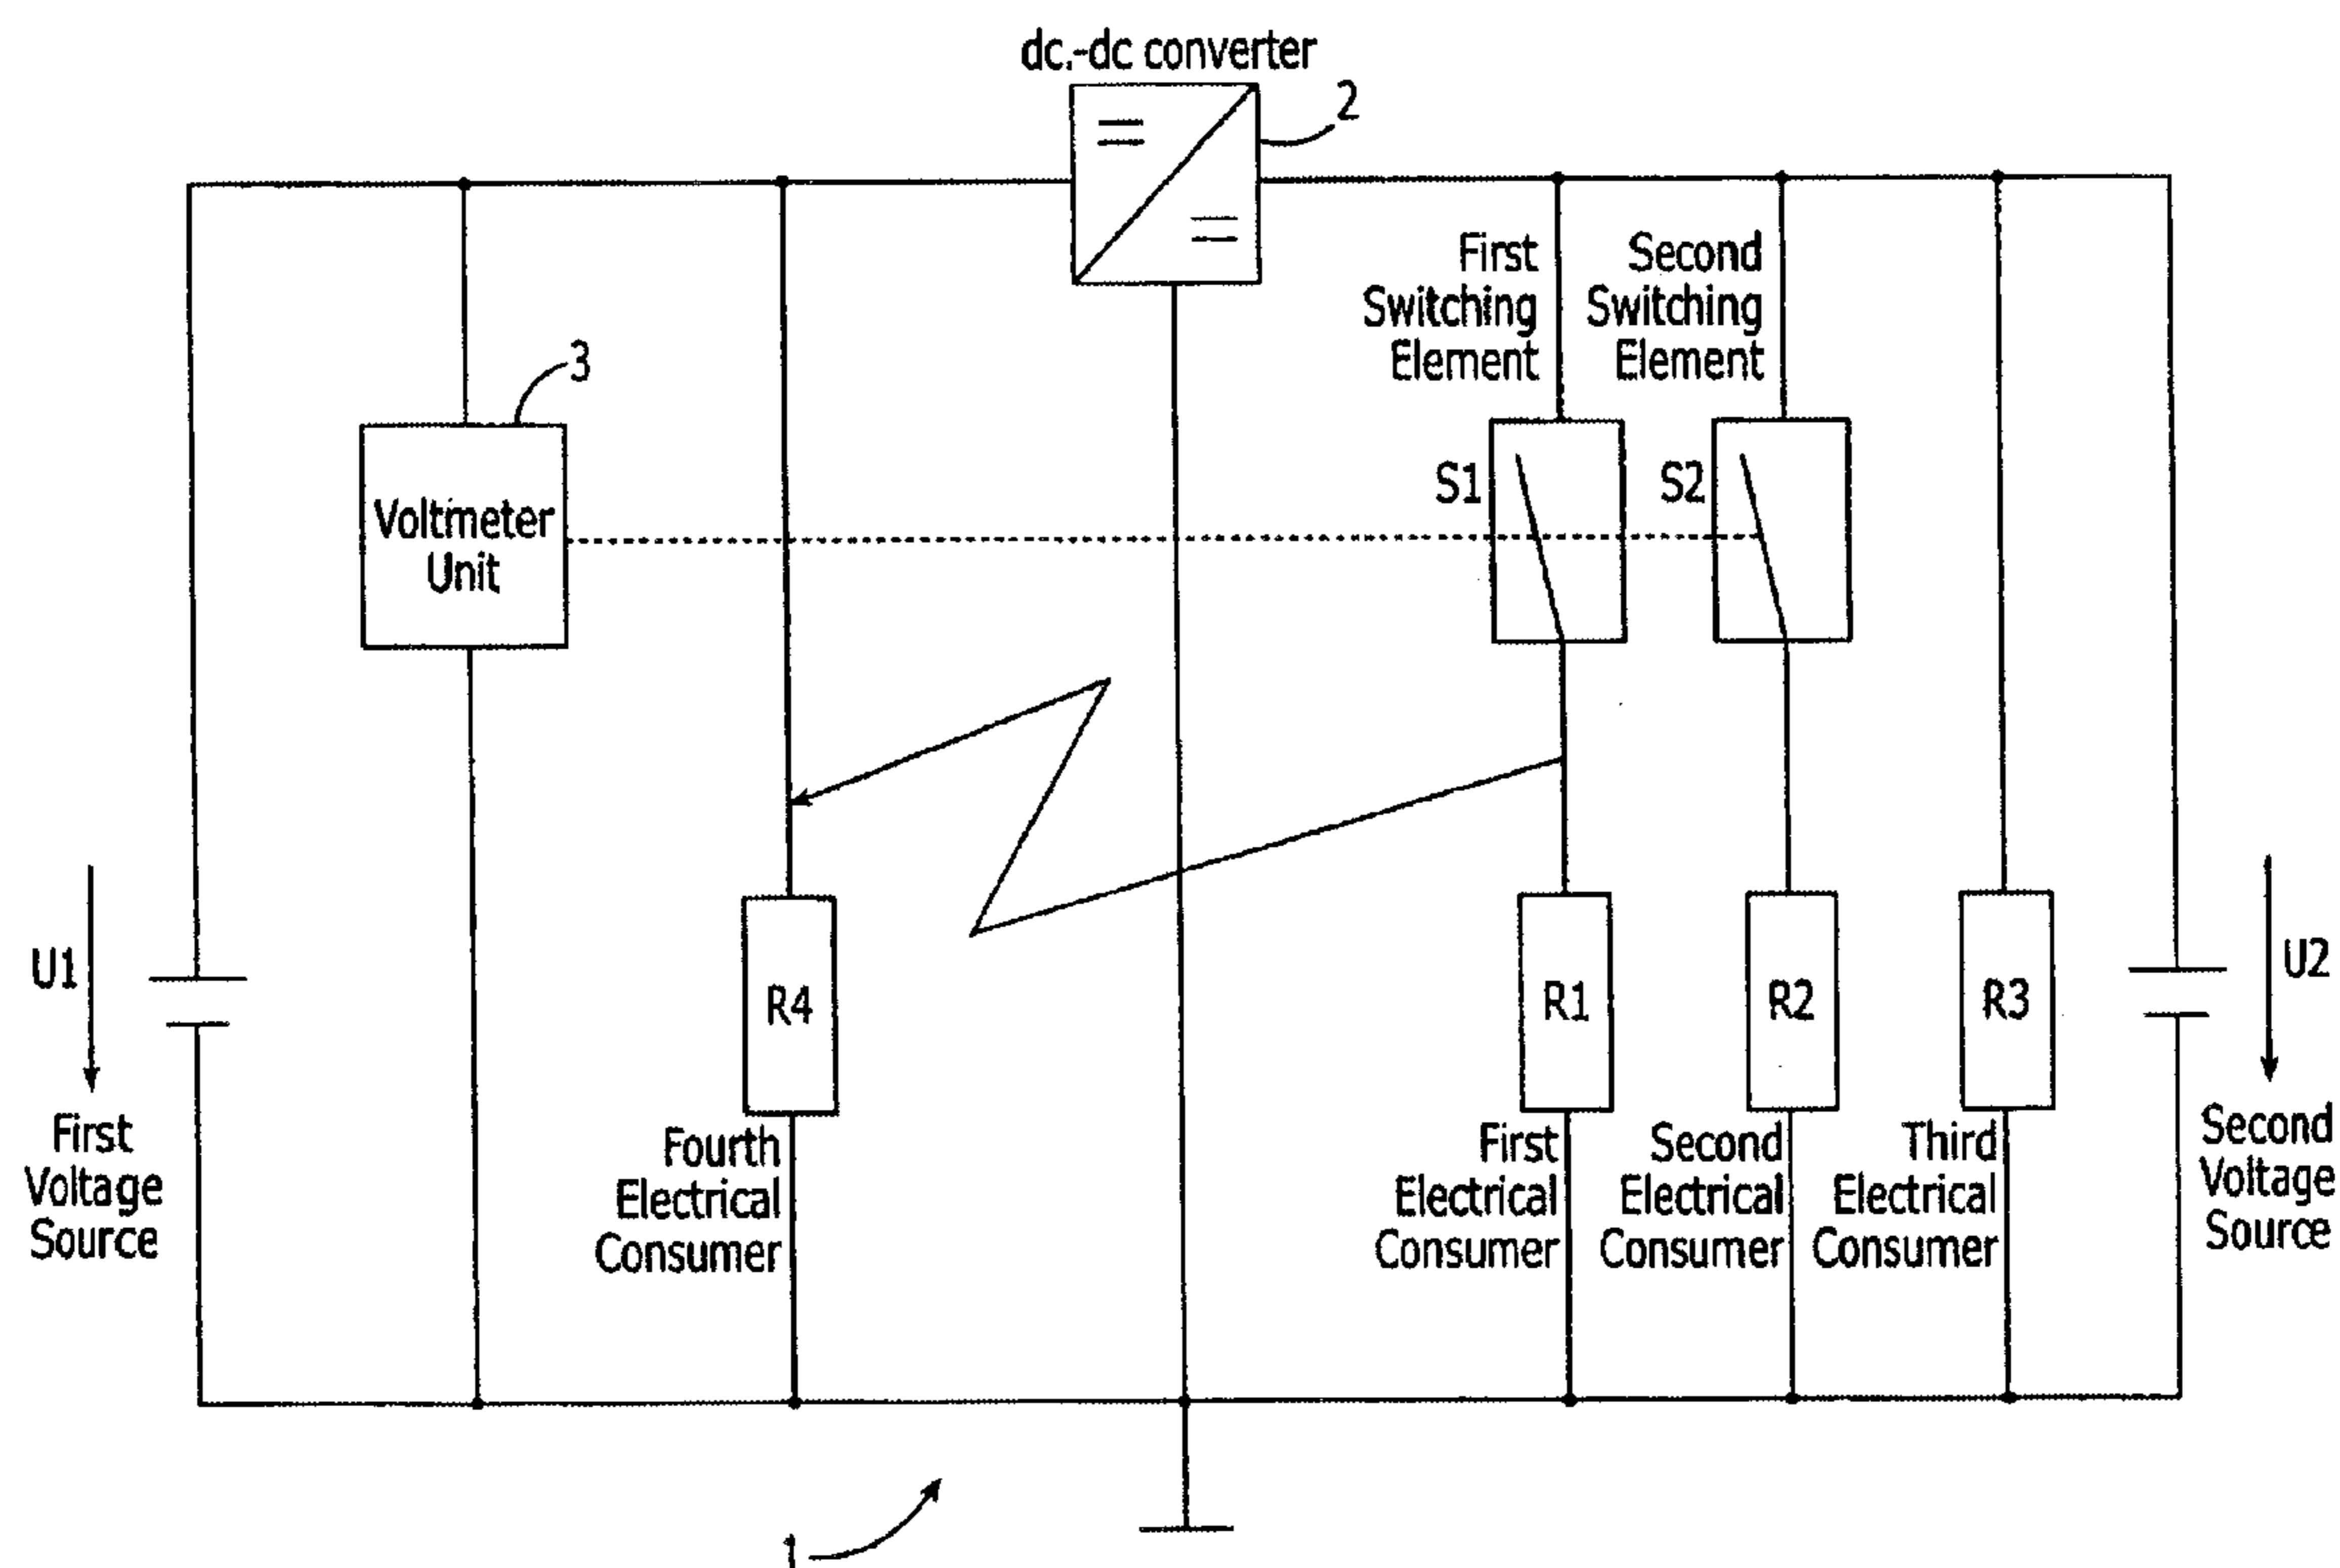 dc.-dc converter
2
First
Switching
Element
Second
Switching
Element
3
S1
S2
Voltmeter
Unit
U1
R4
R1
R2
R3
U2
First
Voltage
Source
Fourth
Electrical
Consumer
First
Electrical
Consumer
Second
Electrical
Consumer
Third
Electrical
Consumer
Second
Voltage
Source
1